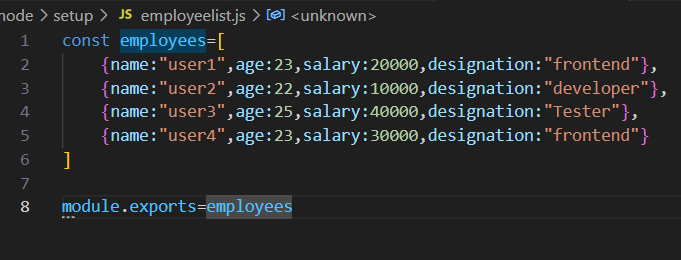 node > setup > JS employeelist.js > <unknown>
1 const employees=[
2 {name:"user1",age:23,salary:20000,designation:"frontend"},
3 {name:"user2",age:22,salary:10000,designation:"developer"},
4 {name:"user3",age:25,salary:40000,designation:"Tester"},
5 {name:"user4",age:23,salary:30000,designation:"frontend"}
6 ]
7
8 module.exports=employees